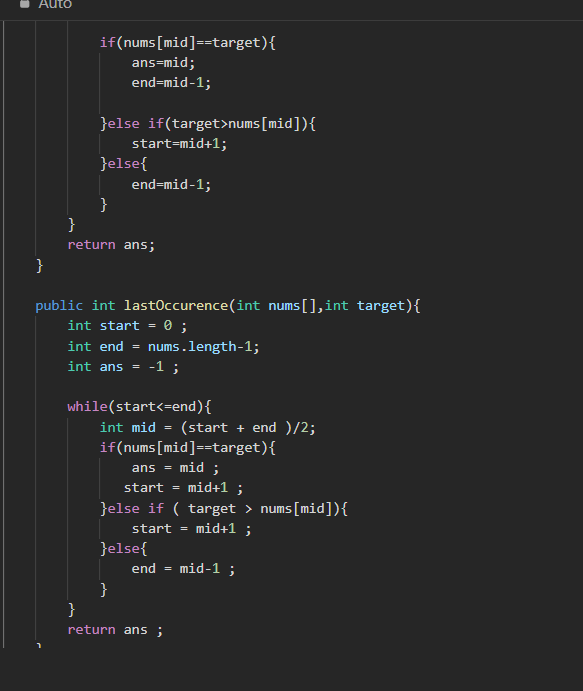 Auto
if(nums[mid]==target){
ans=mid;
end=mid-1;
}else if(target>nums[mid]){
start=mid+1;
}else{
end=mid-1;
}
}
return ans;
}
public int lastOccurence(int nums[],int target){
int start = 0 ;
int end = nums.length-1;
int ans = -1 ;
while(start<=end){
int mid = (start + end )/2;
if(nums[mid]==target){
ans = mid ;
start = mid+1 ;
}else if ( target > nums[mid]){
start = mid+1 ;
}else{
end = mid-1 ;
}
}
return ans ;
}